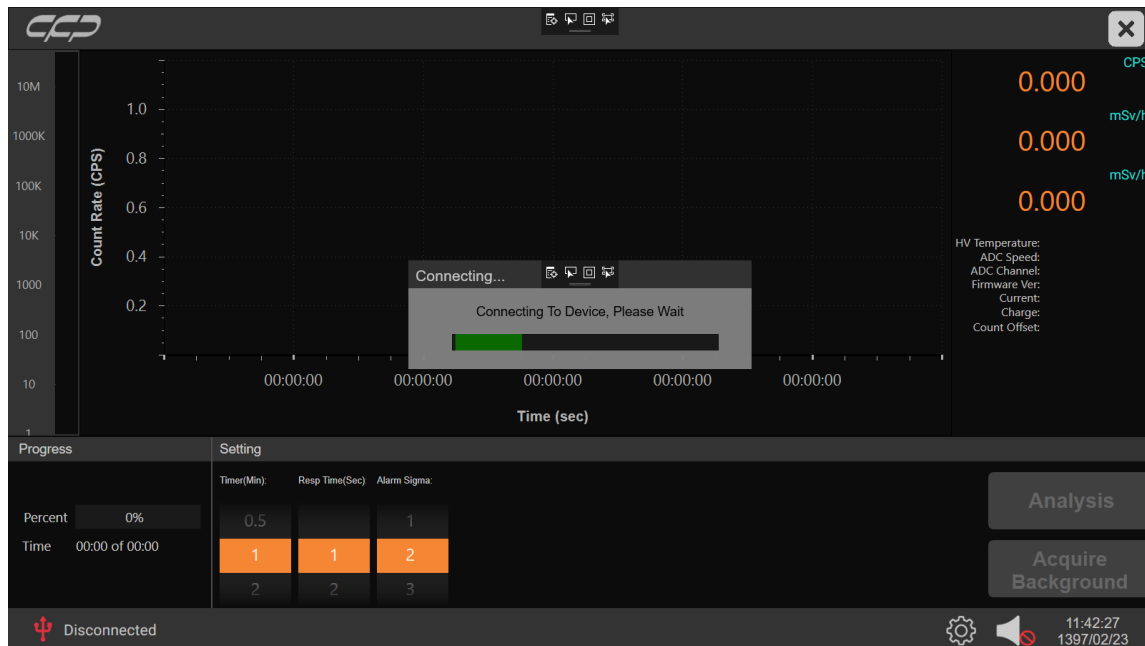 CPS
10M
1000K
100K
10K
1000
100
10
1
Count Rate (CPS)
1.0
0.8
0.6
0.4
0.2
00:00:00 00:00:00 00:00:00 00:00:00 00:00:00
Time (sec)
0.000
mSv/h
0.000
mSv/h
0.000
HV Temperature:
ADC Speed:
ADC Channel:
Firmware Ver:
Current:
Charge:
Count Offset:
Connecting...
Connecting To Device, Please Wait
Progress
Percent 0%
Time 00:00 of 00:00
Setting
Timer(Min): Resp Time(Sec): Alarm Sigma:
0.5 1
1 1 2
2 2 3
Analysis
Acquire
Background
Disconnected
11:42:27
1397/02/23